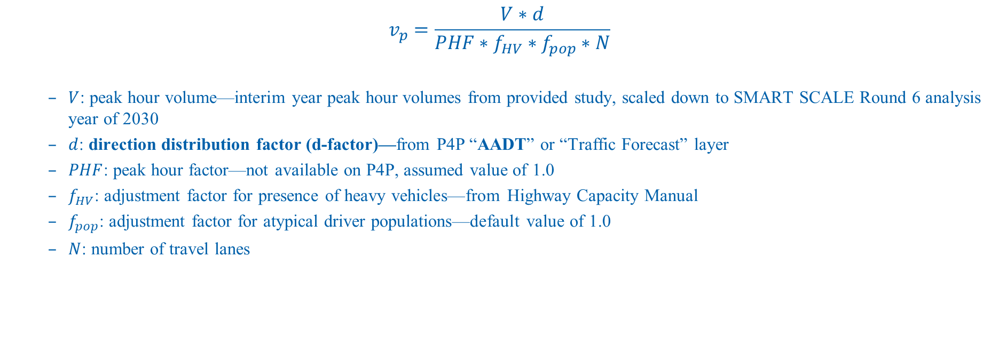 v_p = \frac{V * d}{PHF * f_{HV} * f_{pop} * N}
– V: peak hour volume—interim year peak hour volumes from provided study, scaled down to SMART SCALE Round 6 analysis
year of 2030
– d: direction distribution factor (d-factor)—from P4P “AADT” or “Traffic Forecast” layer
– PHF: peak hour factor—not available on P4P, assumed value of 1.0
– f_{HV}: adjustment factor for presence of heavy vehicles—from Highway Capacity Manual
– f_{pop}: adjustment factor for atypical driver populations—default value of 1.0
– N: number of travel lanes